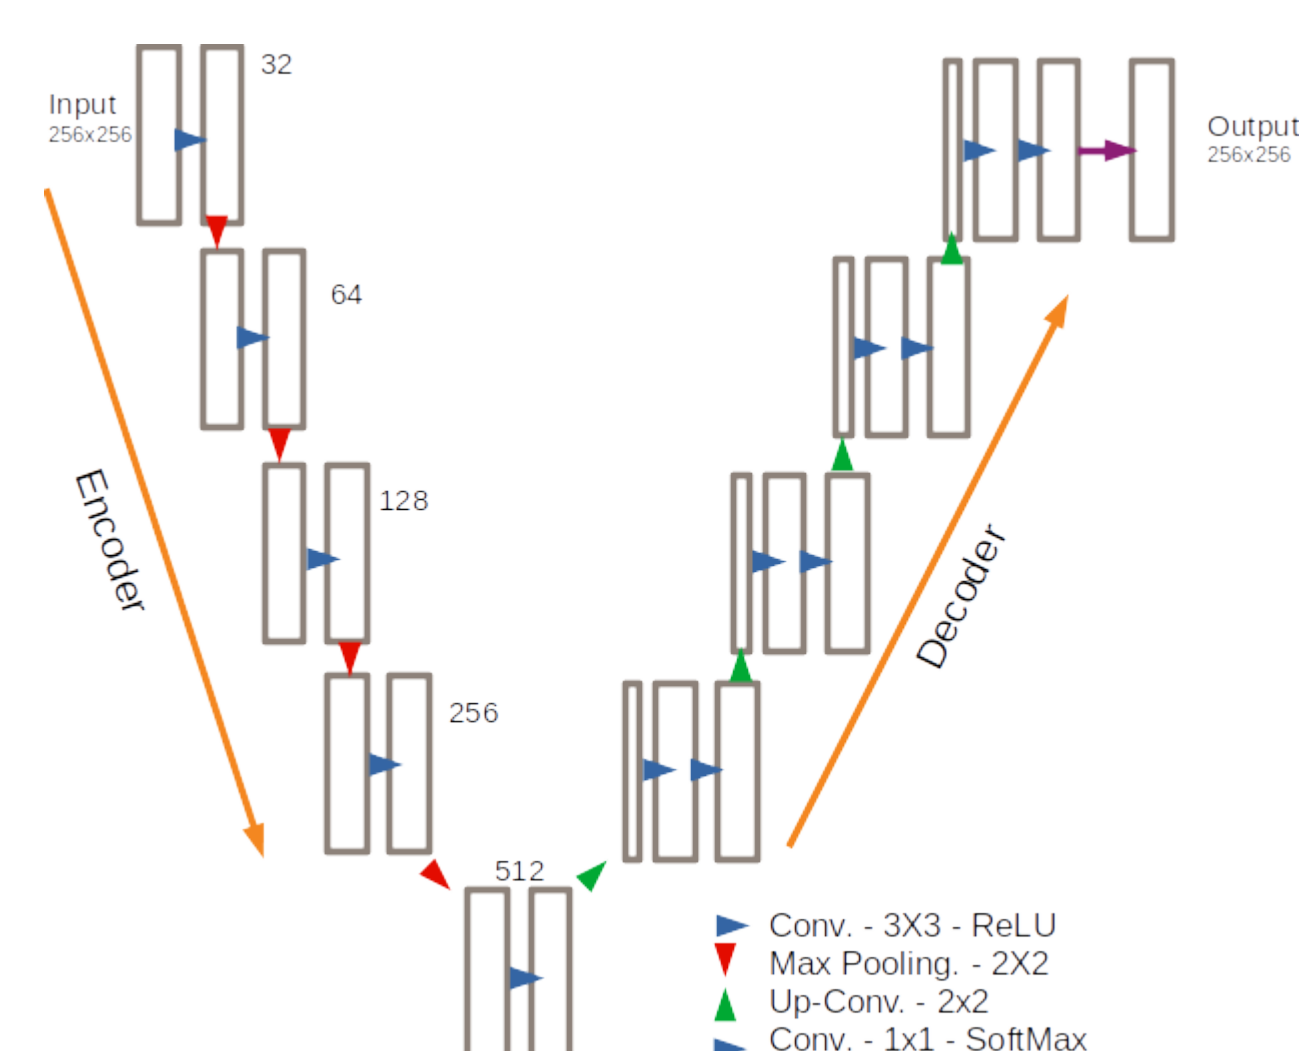 32
Input
256x256
Output
256x256
64
Encoder
128
Decoder
256
512
Conv. - 3X3 - ReLU
Max Pooling. - 2X2
Up-Conv. - 2x2
Conv. - 1x1 - SoftMax